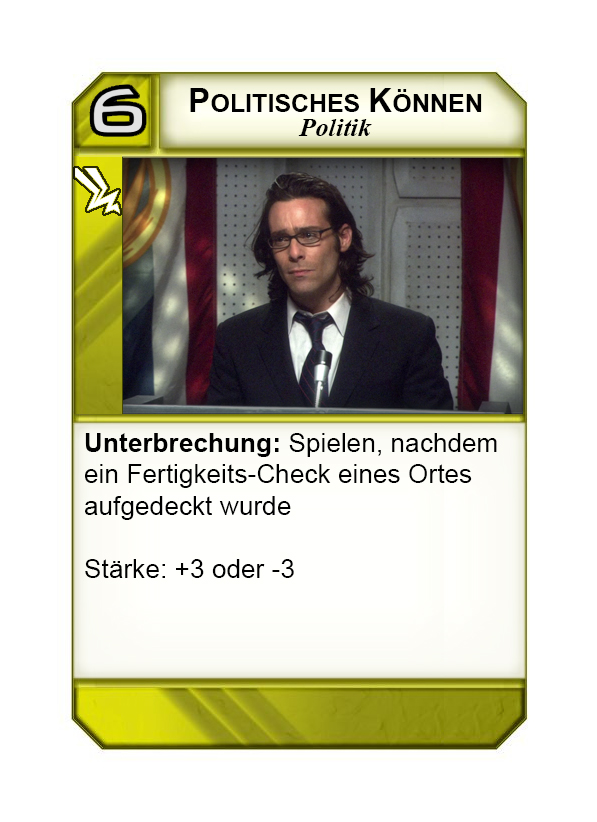 6
POLITISCHES KÖNNEN
Politik
Unterbrechung: Spielen, nachdem
ein Fertigkeits-Check eines Ortes
aufgedeckt wurde
Stärke: +3 oder -3